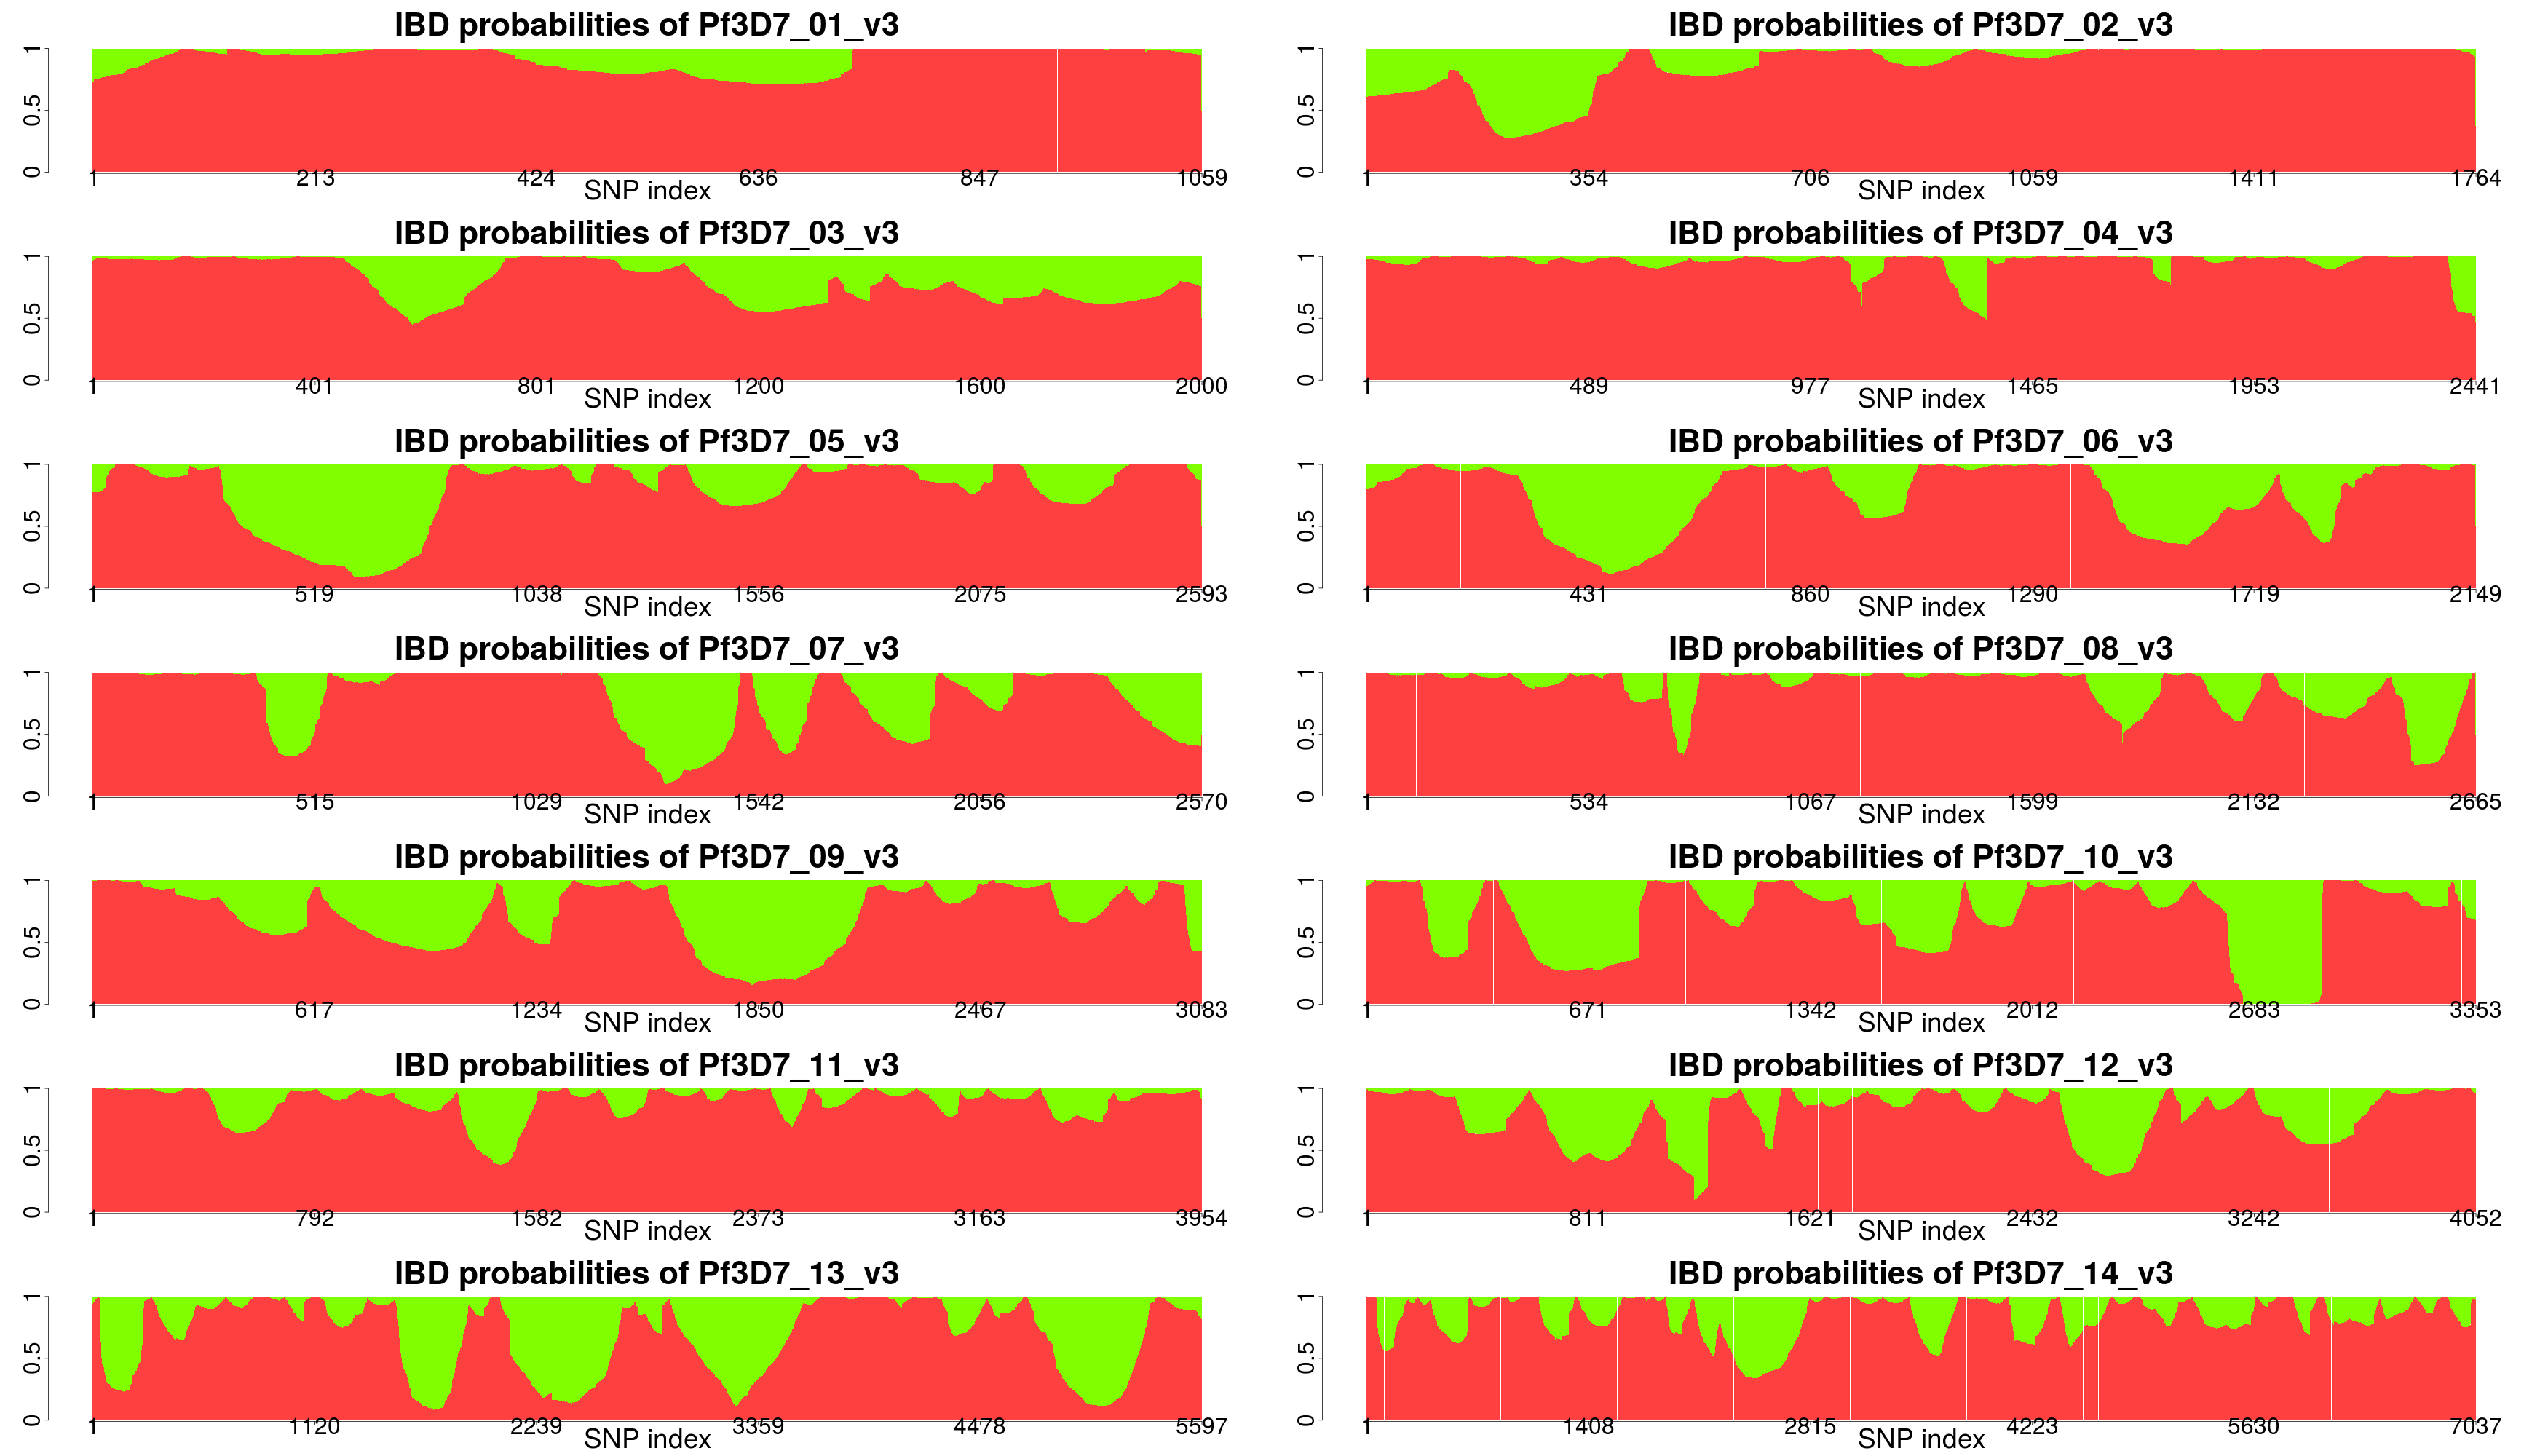 IBD probabilities of Pf3D7_01_v3
0 0.5 1
1 213 424 636 847 1059
SNP index
IBD probabilities of Pf3D7_02_v3
0 0.5 1
1 354 706 1059 1411 1764
SNP index
IBD probabilities of Pf3D7_03_v3
0 0.5 1
1 401 801 1200 1600 2000
SNP index
IBD probabilities of Pf3D7_04_v3
0 0.5 1
1 489 977 1465 1953 2441
SNP index
IBD probabilities of Pf3D7_05_v3
0 0.5 1
1 519 1038 1556 2075 2593
SNP index
IBD probabilities of Pf3D7_06_v3
0 0.5 1
1 431 860 1290 1719 2149
SNP index
IBD probabilities of Pf3D7_07_v3
0 0.5 1
1 515 1029 1542 2056 2570
SNP index
IBD probabilities of Pf3D7_08_v3
0 0.5 1
1 534 1067 1599 2132 2665
SNP index
IBD probabilities of Pf3D7_09_v3
0 0.5 1
1 617 1234 1850 2467 3083
SNP index
IBD probabilities of Pf3D7_10_v3
0 0.5 1
1 671 1342 2012 2683 3353
SNP index
IBD probabilities of Pf3D7_11_v3
0 0.5 1
1 792 1582 2373 3163 3954
SNP index
IBD probabilities of Pf3D7_12_v3
0 0.5 1
1 811 1621 2432 3242 4052
SNP index
IBD probabilities of Pf3D7_13_v3
0 0.5 1
1 1120 2239 3359 4478 5597
SNP index
IBD probabilities of Pf3D7_14_v3
0 0.5 1
1 1408 2815 4223 5630 7037
SNP index